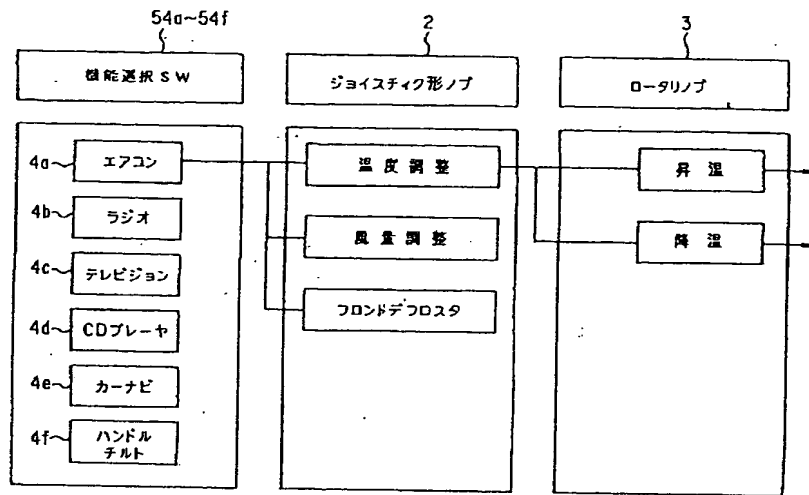 54a~54f
2
3
機能選択SW
ジョイスティク形ノブ
ロータリノブ
4a
エアコン
温度調整
昇温
4b
ラジオ
風量調整
降温
4c
テレビジョン
フロンドデフロスタ
4d
CDプレーヤ
4e
カーナビ
4f
ハンドル
チルト